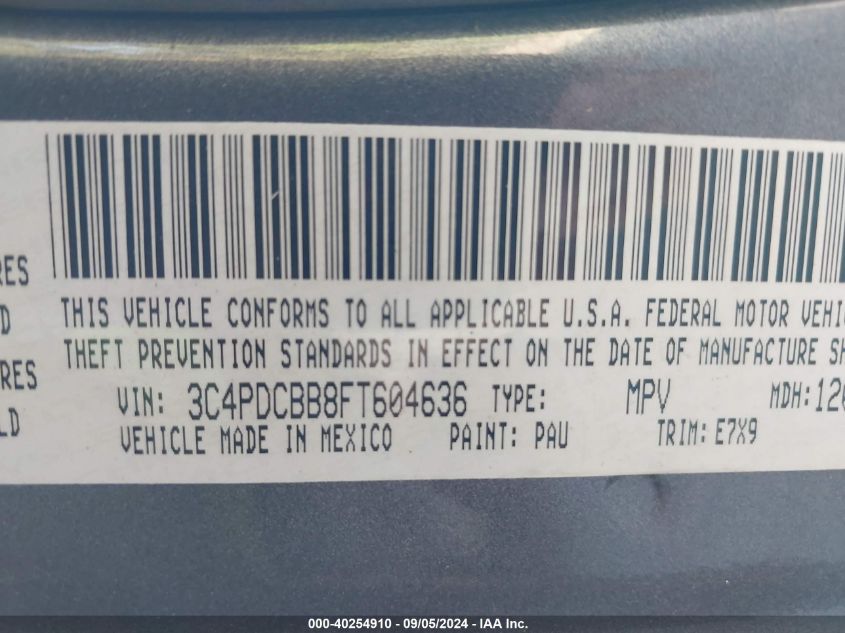 RES
D
RES
LD
THIS VEHICLE CONFORMS TO ALL APPLICABLE U.S.A. FEDERAL MOTOR VEHI
THEFT PREVENTION STANDARDS IN EFFECT ON THE DATE OF MANUFACTURE SH
VIN: 3C4PDCBB8FT604636 TYPE: MPV MDH: 120
VEHICLE MADE IN MEXICO PAINT: PAU TRIM: E7X9
000-40254910 - 09/05/2024 - IAA Inc.